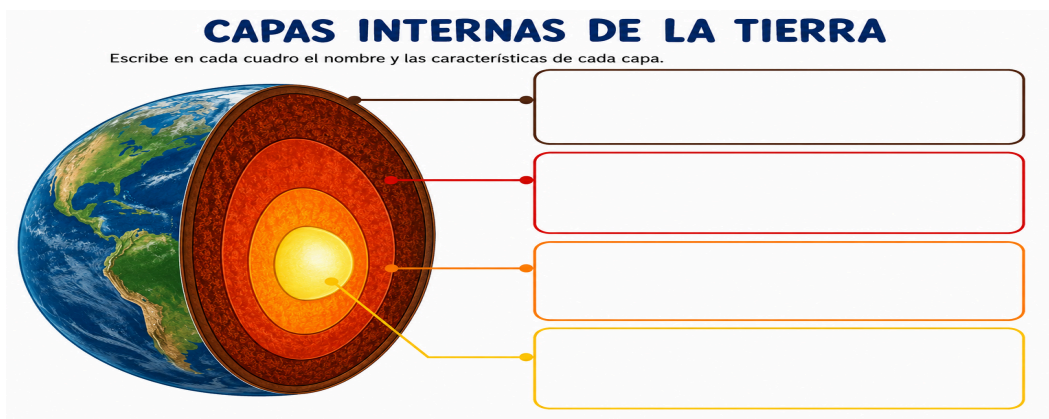 CAPAS INTERNAS DE LA TIERRA
Escribe en cada cuadro el nombre y las características de cada capa.